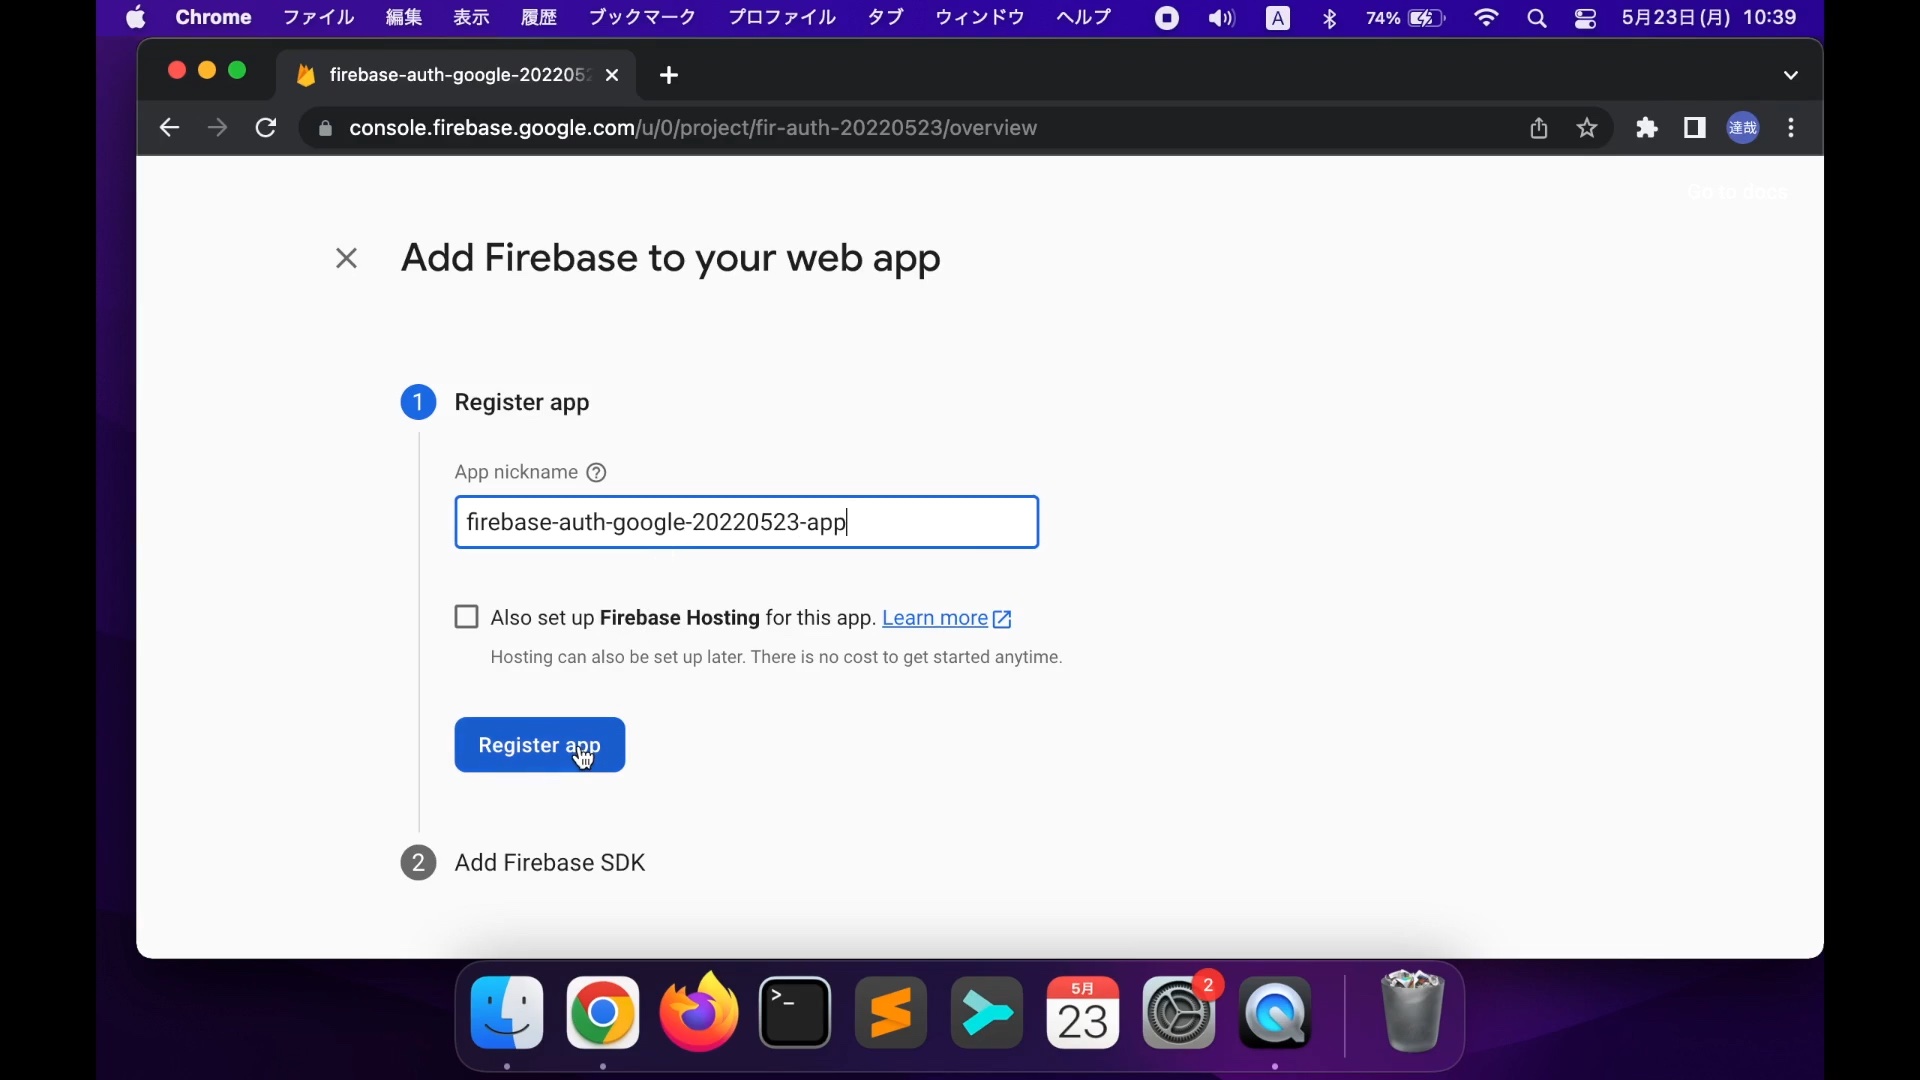 Chrome ファイル 編集 表示 履歴 ブックマーク プロファイル タブ ウィンドウ ヘルプ A 74% 5月23日(月) 10:39
firebase-auth-google-2022052
console.firebase.google.com/u/0/project/fir-auth-20220523/overview 達哉
Go to docs
Add Firebase to your web app
1 Register app
App nickname
firebase-auth-google-20220523-app
Also set up Firebase Hosting for this app. Learn more
Hosting can also be set up later. There is no cost to get started anytime.
Register app
2 Add Firebase SDK
>_
5月
23
2